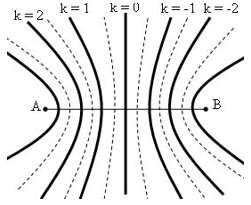 k = 2 k = 1 k = 0 k = -1 k = -2
A B